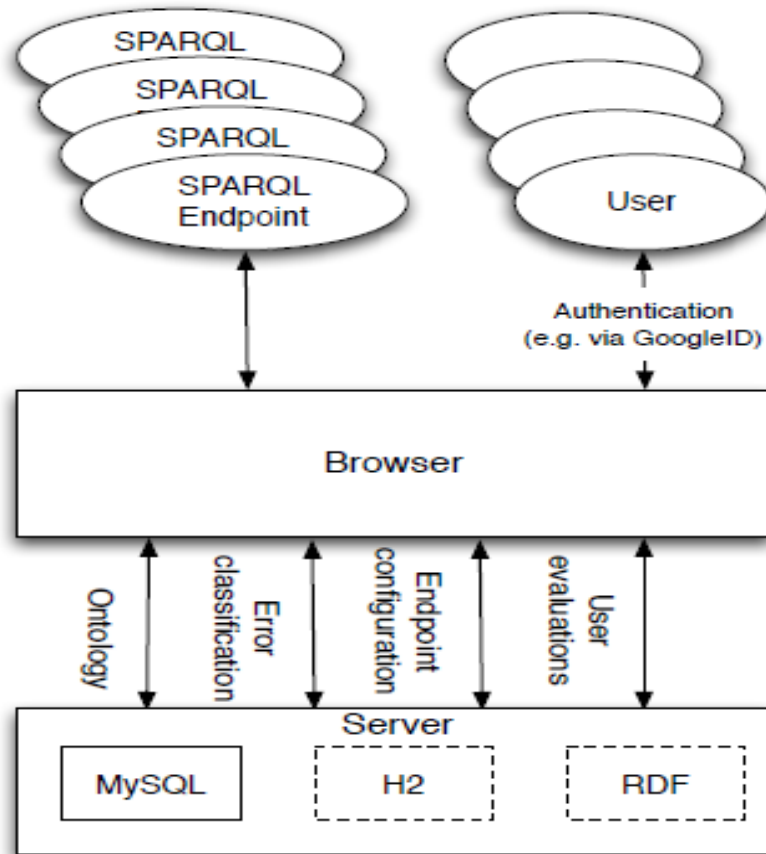 SPARQL
SPARQL
SPARQL
SPARQL
Endpoint
User
Authentication
(e.g. via GoogleID)
Browser
Ontology
Error
classification
Endpoint
configuration
User
evaluations
Server
MySQL
H2
RDF